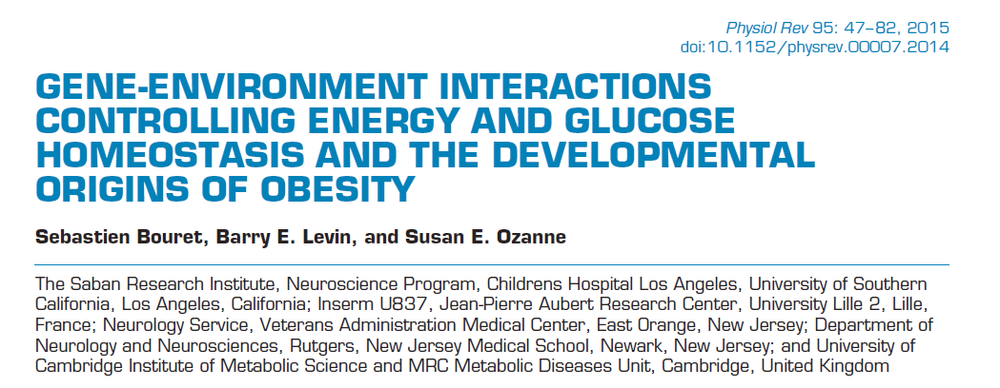 Physiol Rev 95: 47–82, 2015
doi:10.1152/physrev.00007.2014
GENE-ENVIRONMENT INTERACTIONS
CONTROLLING ENERGY AND GLUCOSE
HOMEOSTASIS AND THE DEVELOPMENTAL
ORIGINS OF OBESITY
Sebastien Bouret, Barry E. Levin, and Susan E. Ozanne
The Saban Research Institute, Neuroscience Program, Childrens Hospital Los Angeles, University of Southern
California, Los Angeles, California; Inserm U837, Jean-Pierre Aubert Research Center, University Lille 2, Lille,
France; Neurology Service, Veterans Administration Medical Center, East Orange, New Jersey; Department of
Neurology and Neurosciences, Rutgers, New Jersey Medical School, Newark, New Jersey; and University of
Cambridge Institute of Metabolic Science and MRC Metabolic Diseases Unit, Cambridge, United Kingdom